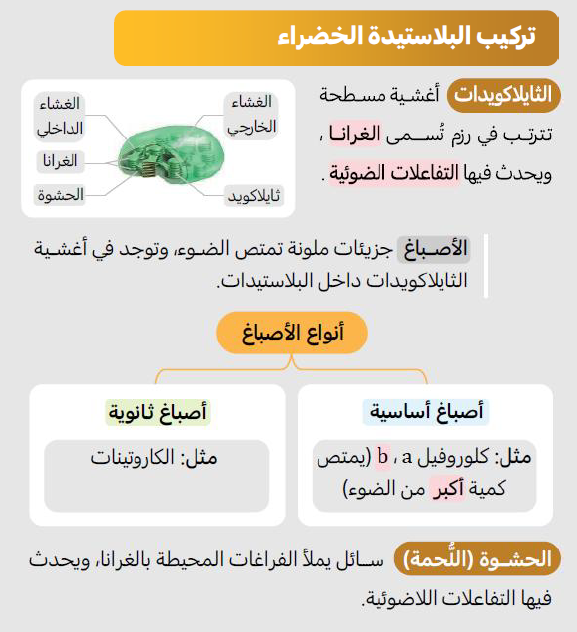 تركيب البلاستيدة الخضراء
الثايلاكويدات أغشية مسطحة
تترتب في رزم تُسمى الغرانا ،
ويحدث فيها التفاعلات الضوئية .
الغشاء
الخارجي
الغشاء
الداخلي
الغرانا
الحشوة
ثايلاكويد
الأصباغ جزيئات ملونة تمتص الضوء، وتوجد في أغشية
الثايلاكويدات داخل البلاستيدات.
أنواع الأصباغ
أصباغ أساسية
مثل: كلوروفيل b ، a (يمتص
كمية أكبر من الضوء)
أصباغ ثانوية
مثل: الكاروتينات
الحشوة (اللُّحمة) سائل يملأ الفراغات المحيطة بالغرانا، ويحدث
فيها التفاعلات اللاضوئية.